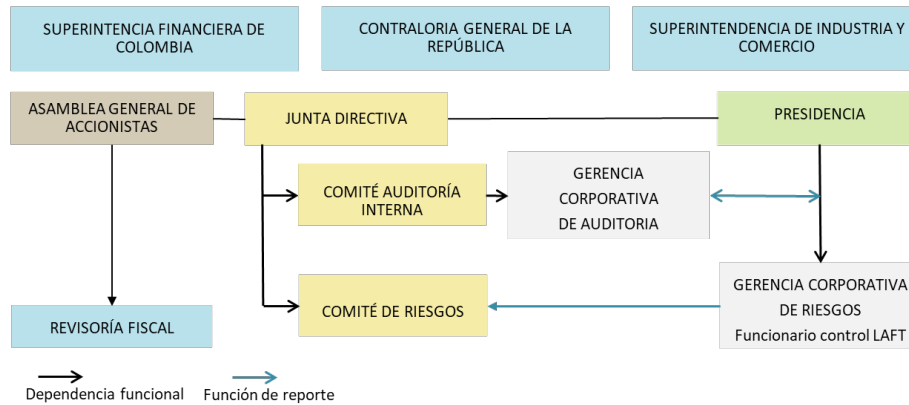 SUPERINTENCIA FINANCIERA DE
COLOMBIA
CONTRALORIA GENERAL DE LA
REPÚBLICA
SUPERINTENDENCIA DE INDUSTRIA Y
COMERCIO
ASAMBLEA GENERAL DE
ACCIONISTAS
JUNTA DIRECTIVA
PRESIDENCIA
COMITÉ AUDITORÍA
INTERNA
GERENCIA
CORPORATIVA
DE AUDITORIA
REVISORÍA FISCAL
COMITÉ DE RIESGOS
GERENCIA CORPORATIVA
DE RIESGOS
Funcionario control LAFT
Dependencia funcional
Función de reporte